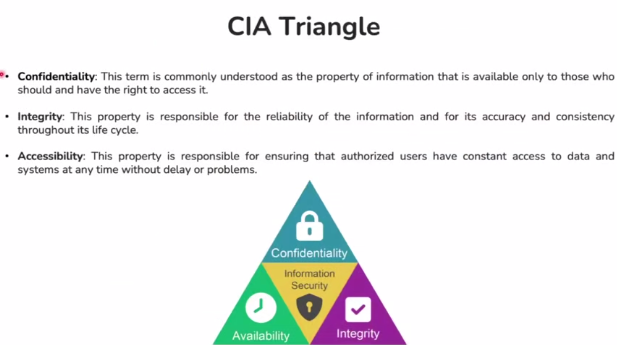 CIA Triangle
• Confidentiality: This term is commonly understood as the property of information that is available only to those who
should and have the right to access it.
• Integrity: This property is responsible for the reliability of the information and for its accuracy and consistency
throughout its life cycle.
• Accessibility: This property is responsible for ensuring that authorized users have constant access to data and
systems at any time without delay or problems.
Confidentiality
Information
Security
Availability
Integrity